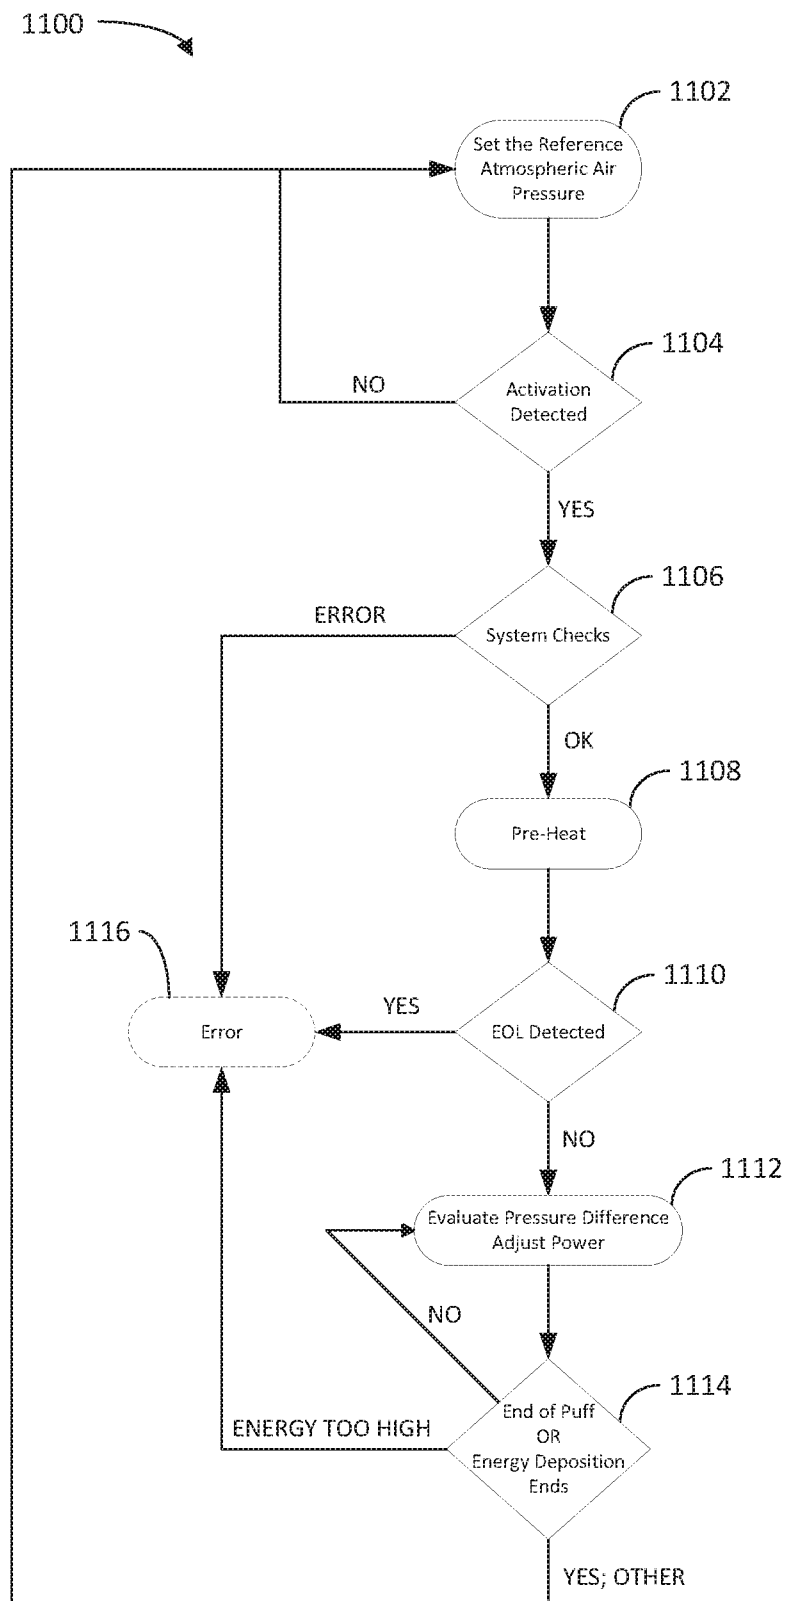 1100
1102
Set the Reference
Atmospheric Air
Pressure
1104
Activation
Detected
NO
YES
1106
System Checks
ERROR
OK
1108
Pre-Heat
1116
Error
1110
EOL Detected
YES
NO
1112
Evaluate Pressure Difference
Adjust Power
NO
1114
End of Puff
OR
Energy Deposition
Ends
ENERGY TOO HIGH
YES; OTHER